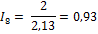 I₈ = 2/2,13 = 0,93